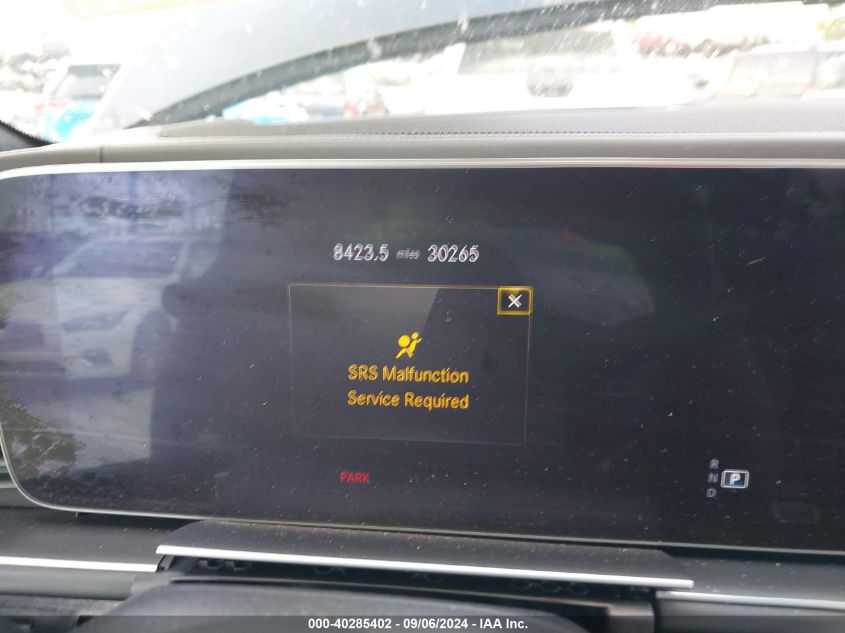 8423.5 miles 30265
SRS Malfunction
Service Required
PARK
R
N
P
D
000-40285402 - 09/06/2024 - IAA Inc.